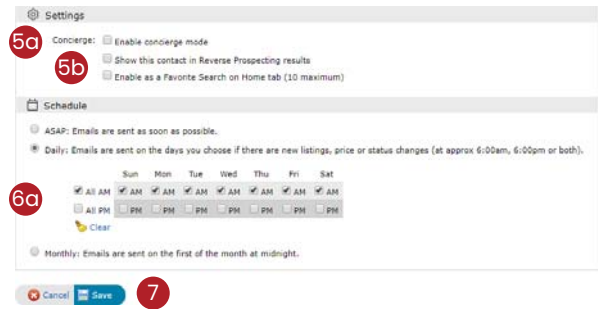 Settings
5a Concierge: Enable concierge mode
5b Show this contact in Reverse Prospecting results
Enable as a Favorite Search on Home tab (10 maximum)
Schedule
ASAP: Emails are sent as soon as possible.
Daily: Emails are sent on the days you choose if there are new listings, price or status changes (at approx 6:00am, 6:00pm or both).
Sun Mon Tue Wed Thu Fri Sat
All AM AM AM AM AM AM AM AM
6a All PM PM PM PM PM PM PM PM
Clear
Monthly: Emails are sent on the first of the month at midnight.
Cancel Save 7